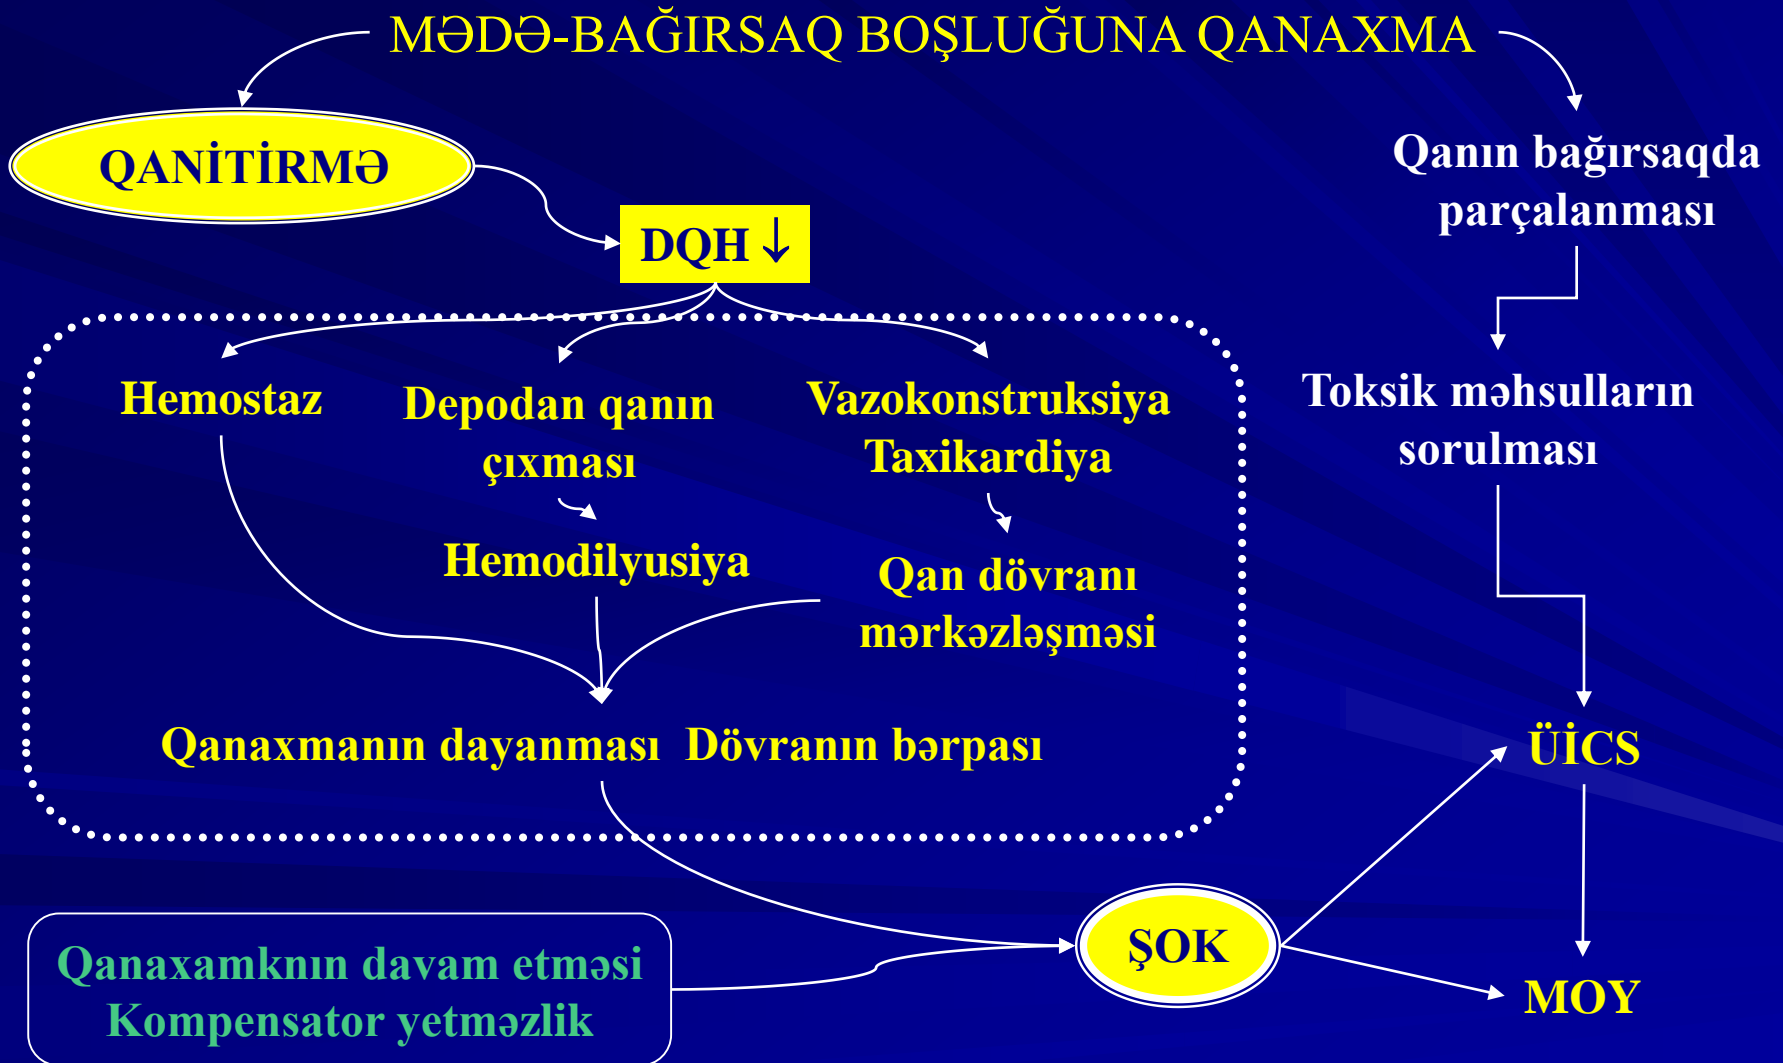 MƏDƏ-BAĞIRSAQ BOŞLUĞUNA QANAXMA
QANİTİRMƏ
DQH ↓
Qanın bağırsaqda
parçalanması
Hemostaz
Depodan qanın
çıxması
Vazokonstruksiya
Taxikardiya
Toksik məhsulların
sorulması
Hemodilyusiya
Qan dövranı
mərkəzləşməsi
Qanaxmanın dayanması Dövranın bərpası
ÜİCS
Qanaxamknın davam etməsi
Kompensator yetməzlik
ŞOK
MOY